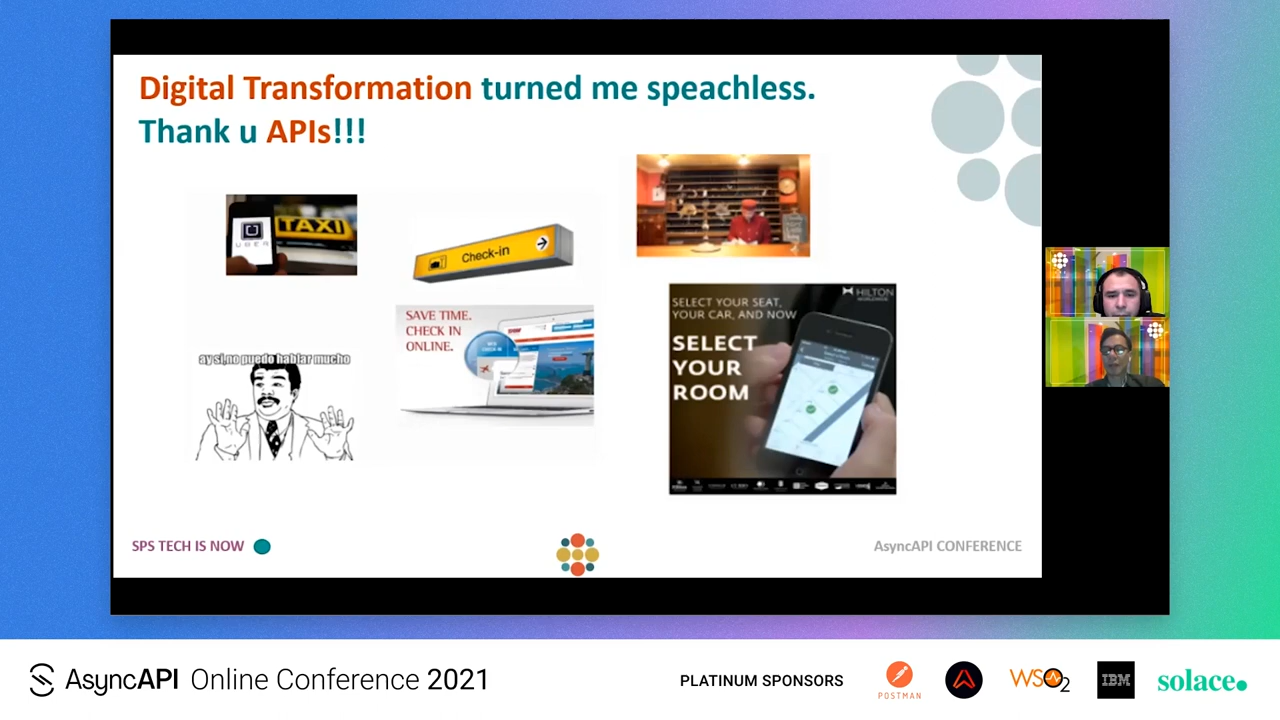 Digital Transformation turned me speachless.
Thank u APIs!!!
UBER
TAXI
Check-in
SAVE TIME.
CHECK IN
ONLINE.
ay si,no puedo hablar mucho
HILTON
WORLDWIDE
SELECT YOUR SEAT,
YOUR CAR, AND NOW
SELECT
YOUR
ROOM
SPS TECH IS NOW
AsyncAPI CONFERENCE
AsyncAPI Online Conference 2021
PLATINUM SPONSORS
POSTMAN
WSO2
IBM
solace.